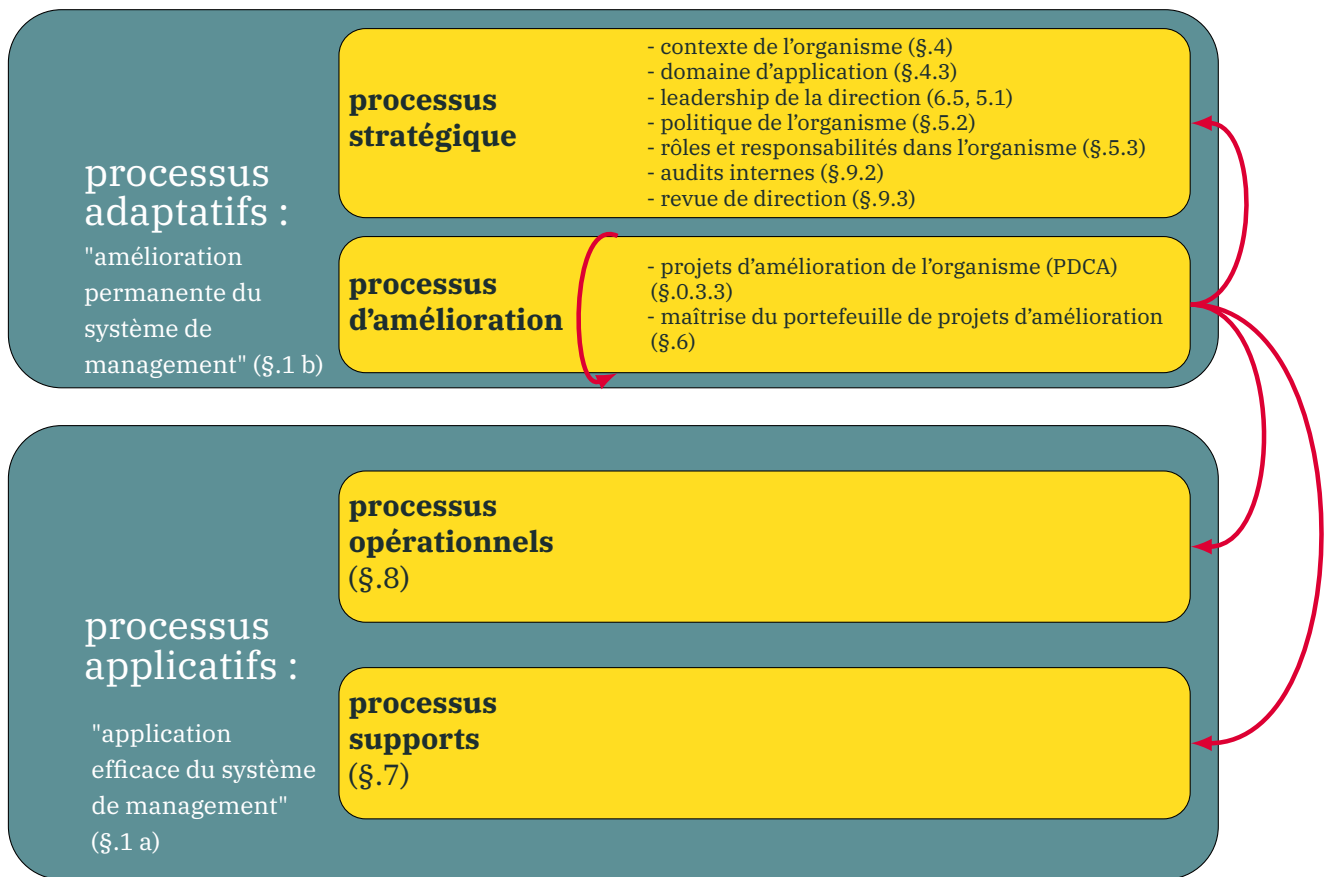 processus
adaptatifs :
"amélioration
permanente du
système de
management" (§.1 b)
processus
stratégique
- contexte de l’organisme (§.4)
- domaine d’application (§.4.3)
- leadership de la direction (6.5, 5.1)
- politique de l’organisme (§.5.2)
- rôles et responsabilités dans l’organisme (§.5.3)
- audits internes (§.9.2)
- revue de direction (§.9.3)
processus
d’amélioration
- projets d’amélioration de l’organisme (PDCA)
(§.0.3.3)
- maîtrise du portefeuille de projets d’amélioration
(§.6)
processus
applicatifs :
"application
efficace du système
de management"
(§.1 a)
processus
opérationnels
(§.8)
processus
supports
(§.7)